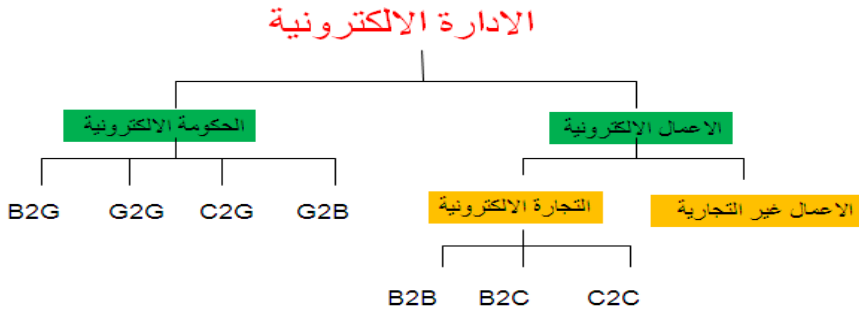 الادارة الالكترونية
الاعمال الالكترونية
الحكومة الالكترونية
B2G G2G C2G G2B
الاعمال غير التجارية
التجارة الالكترونية
B2B B2C C2C